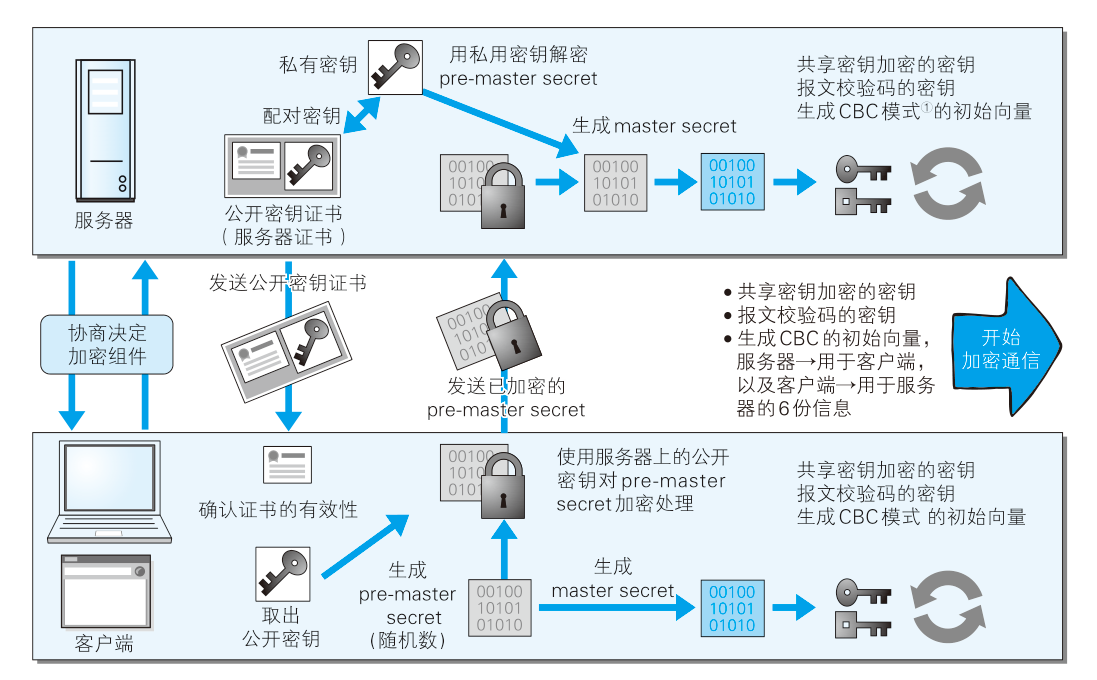 私有密钥
用私用密钥解密
pre-master secret
配对密钥
公开密钥证书
（服务器证书）
服务器
生成master secret
00100
10101
01010
00100
10101
01010
00100
10101
01010
共享密钥加密的密钥
报文校验码的密钥
生成CBC模式①的初始向量
协商决定
加密组件
发送公开密钥证书
00100
1010
010
发送已加密的
pre-master secret
• 共享密钥加密的密钥
• 报文校验码的密钥
• 生成CBC的初始向量，
服务器→用于客户端，
以及客户端→用于服务
器的6份信息
开始
加密通信
客户端
确认证书的有效性
取出
公开密钥
00100
1010
010
使用服务器上的公开
密钥对pre-master
secret加密处理
生成
pre-master
secret
（随机数）
00100
10101
01010
生成
master secret
00100
10101
01010
共享密钥加密的密钥
报文校验码的密钥
生成CBC模式 的初始向量